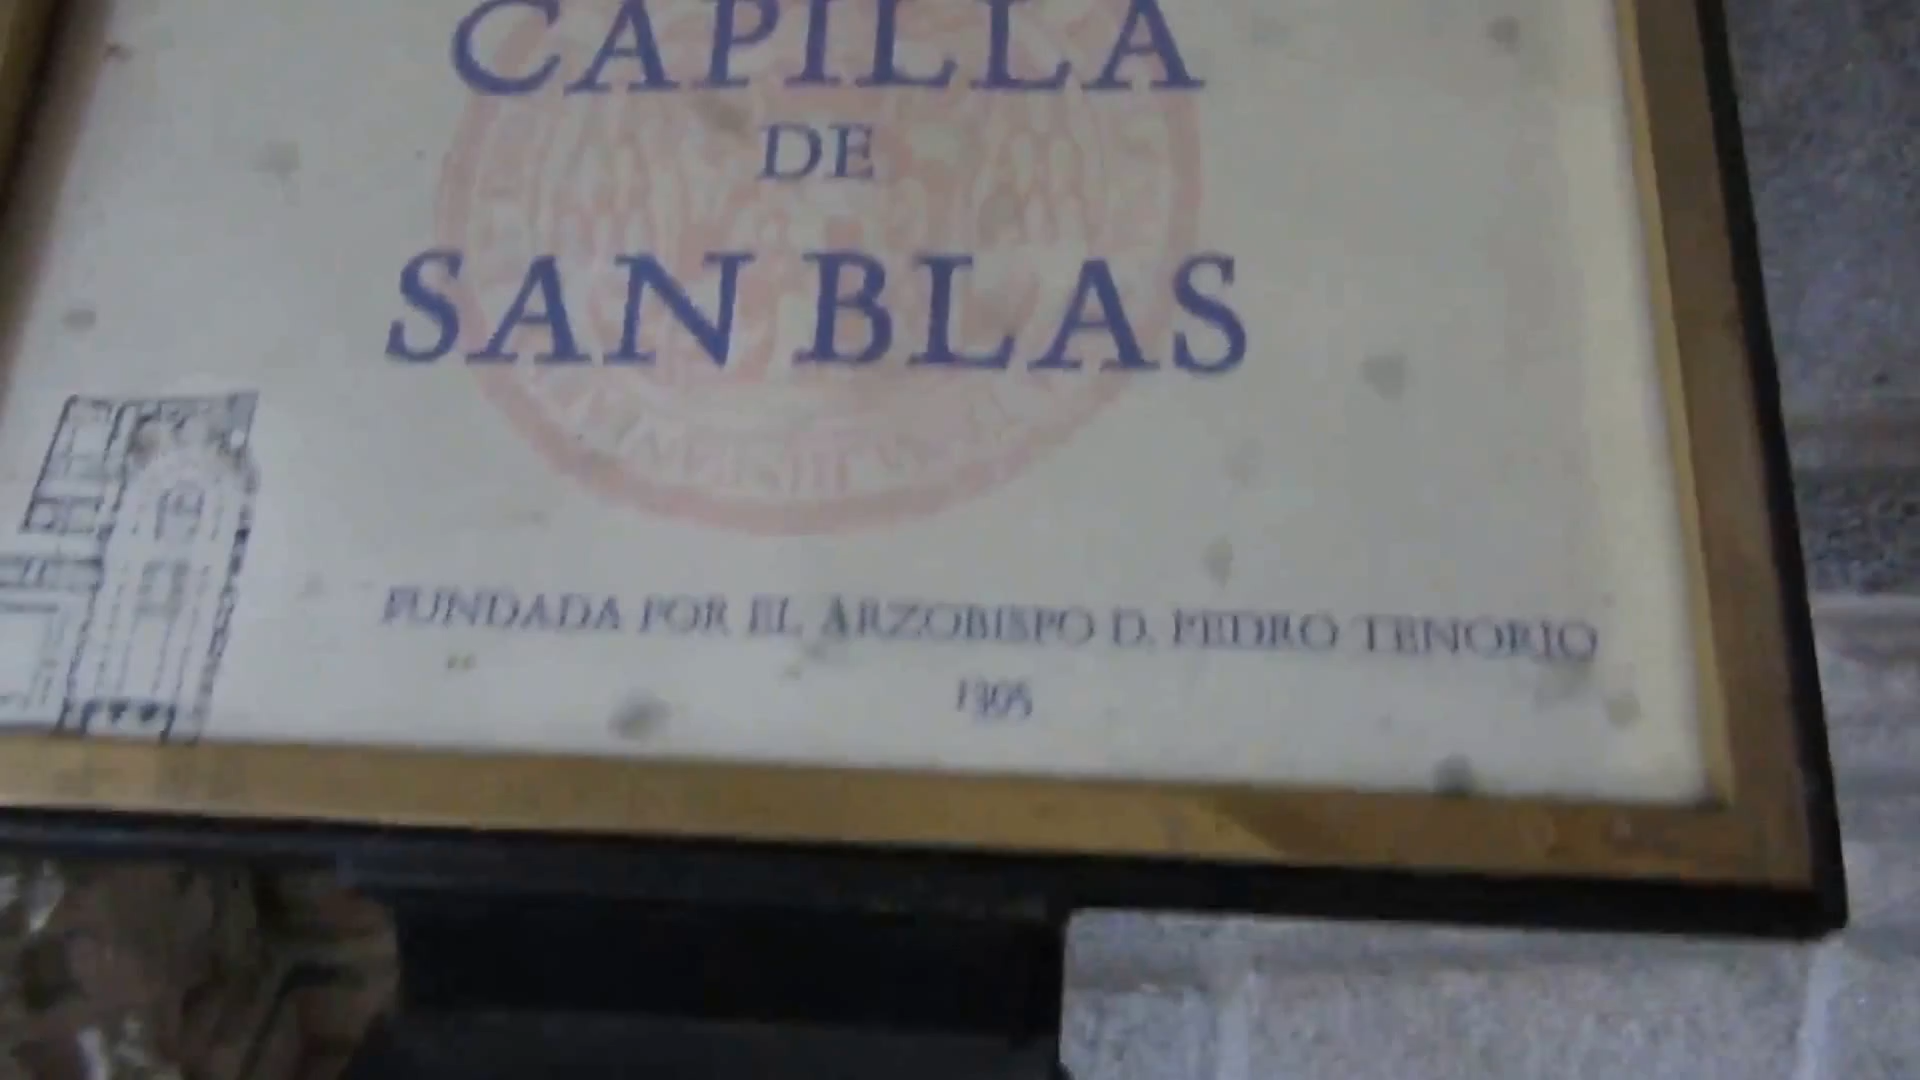 CAPILLA
DE
SAN BLAS
FUNDADA POR EL ARZOBISPO D. PEDRO TENORIO
1395